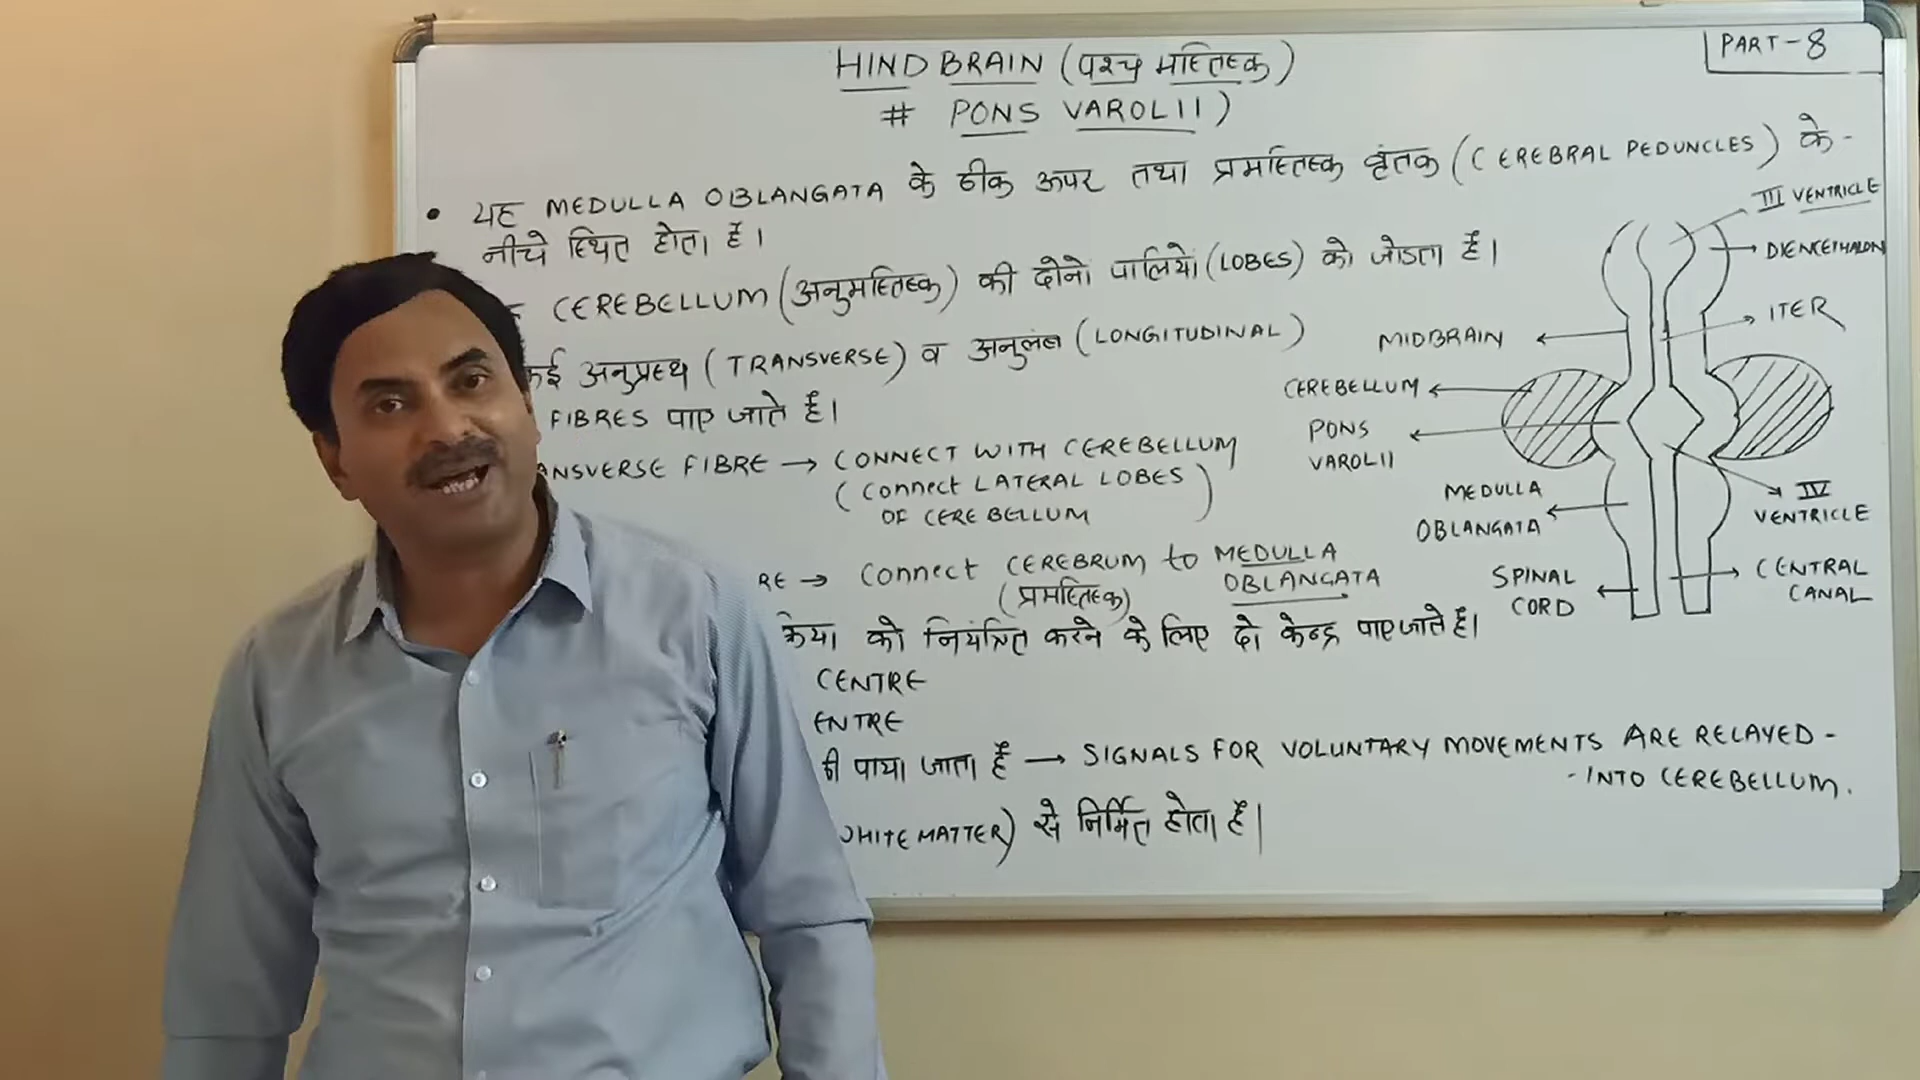 PART-8
HIND BRAIN (पश्च मस्तिष्क)
# PONS VAROLII)
• यह MEDULLA OBLANGATA के ठीक ऊपर तथा प्रमस्तिष्क वृंतक (CEREBRAL PEDUNCLES) के-
नीचे स्थित होता है।
CEREBELLUM (अनुमस्तिष्क) की दोनो पालियो (LOBES) को जोडता है।
कई अनुप्रस्थ (TRANSVERSE) व अनुलंब (LONGITUDINAL)
FIBRES पाए जाते है।
ANSVERSE FIBRE → CONNECT WITH CEREBELLUM
(Connect LATERAL LOBES
OF CEREBELLUM)
RE → Connect CEREBRUM to MEDULLA
(प्रमस्तिष्क) OBLANGATA
क्रिया को नियंत्रित करने के लिए दो केन्द्र पाए जाते है।
CENTRE
ENTRE
ही पाया जाता है → SIGNALS FOR VOLUNTARY MOVEMENTS ARE RELAYED -
- INTO CEREBELLUM.
WHITE MATTER) से निर्मित होता है।
III VENTRICLE
DIENCEPHALON
ITER
MIDBRAIN
CEREBELLUM
PONS
VAROLII
MEDULLA
OBLANGATA
IV
VENTRICLE
SPINAL
CORD
CENTRAL
CANAL